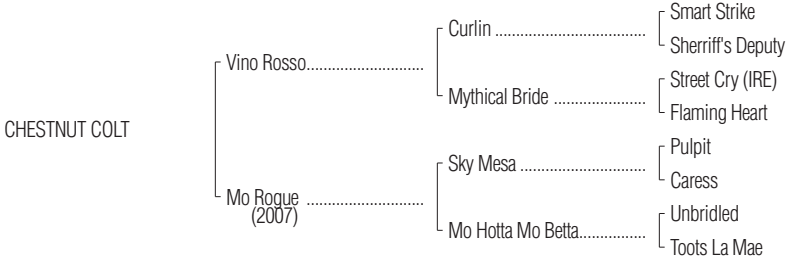 Smart Strike
Curlin ....................................
Sherriff's Deputy
Vino Rosso............................
Street Cry (IRE)
Mythical Bride ......................
Flaming Heart
CHESTNUT COLT
Pulpit
Sky Mesa ..............................
Caress
Mo Rogue ............................
(2007)
Unbridled
Mo Hotta Mo Betta................
Toots La Mae